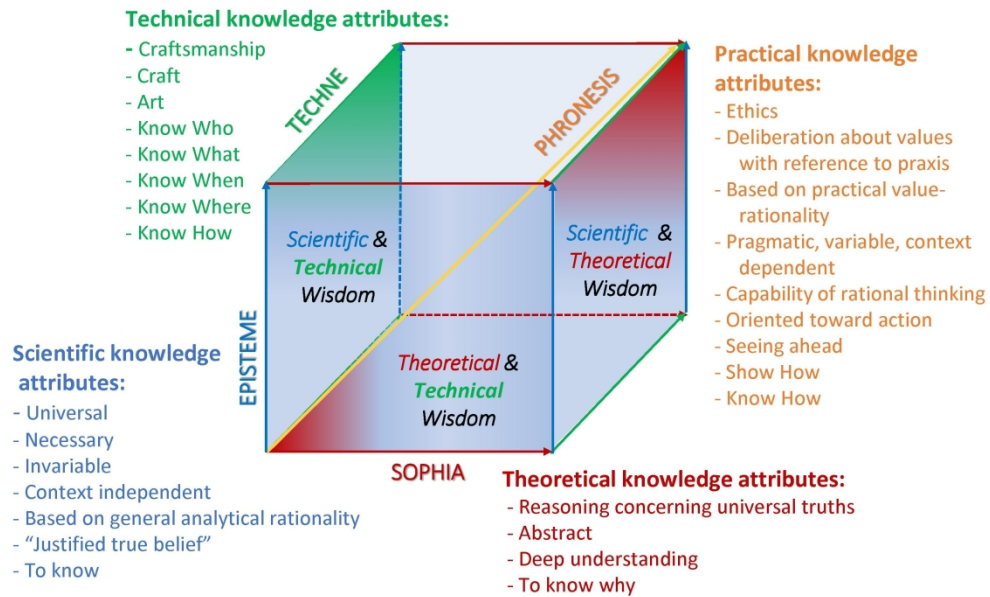 Technical knowledge attributes:
- Craftsmanship
- Craft
- Art
- Know Who
- Know What
- Know When
- Know Where
- Know How
TECHNE
PHRONESIS
Practical knowledge
attributes:
- Ethics
- Deliberation about values
with reference to praxis
- Based on practical value-
rationality
- Pragmatic, variable, context
dependent
- Capability of rational thinking
- Oriented toward action
- Seeing ahead
- Show How
- Know How
Scientific &
Technical
Wisdom
Scientific &
Theoretical
Wisdom
Theoretical &
Technical
Wisdom
EPISTEME
SOPHIA
Scientific knowledge
attributes:
- Universal
- Necessary
- Invariable
- Context independent
- Based on general analytical rationality
- “Justified true belief”
- To know
Theoretical knowledge attributes:
- Reasoning concerning universal truths
- Abstract
- Deep understanding
- To know why